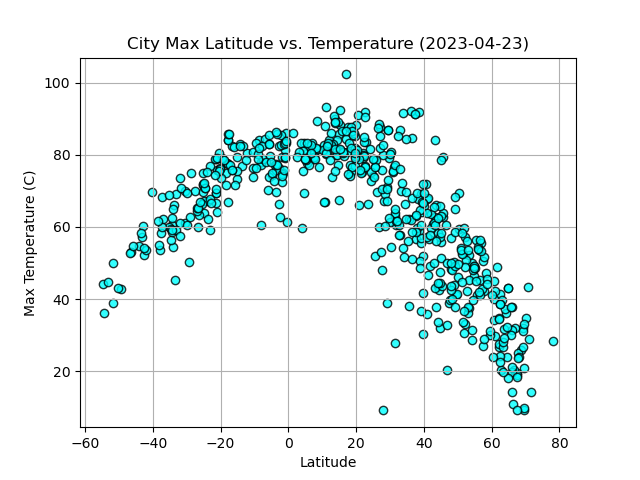 City Max Latitude vs. Temperature (2023-04-23)
100
80
60
40
20
Max Temperature (C)
−60 −40 −20 0 20 40 60 80
Latitude